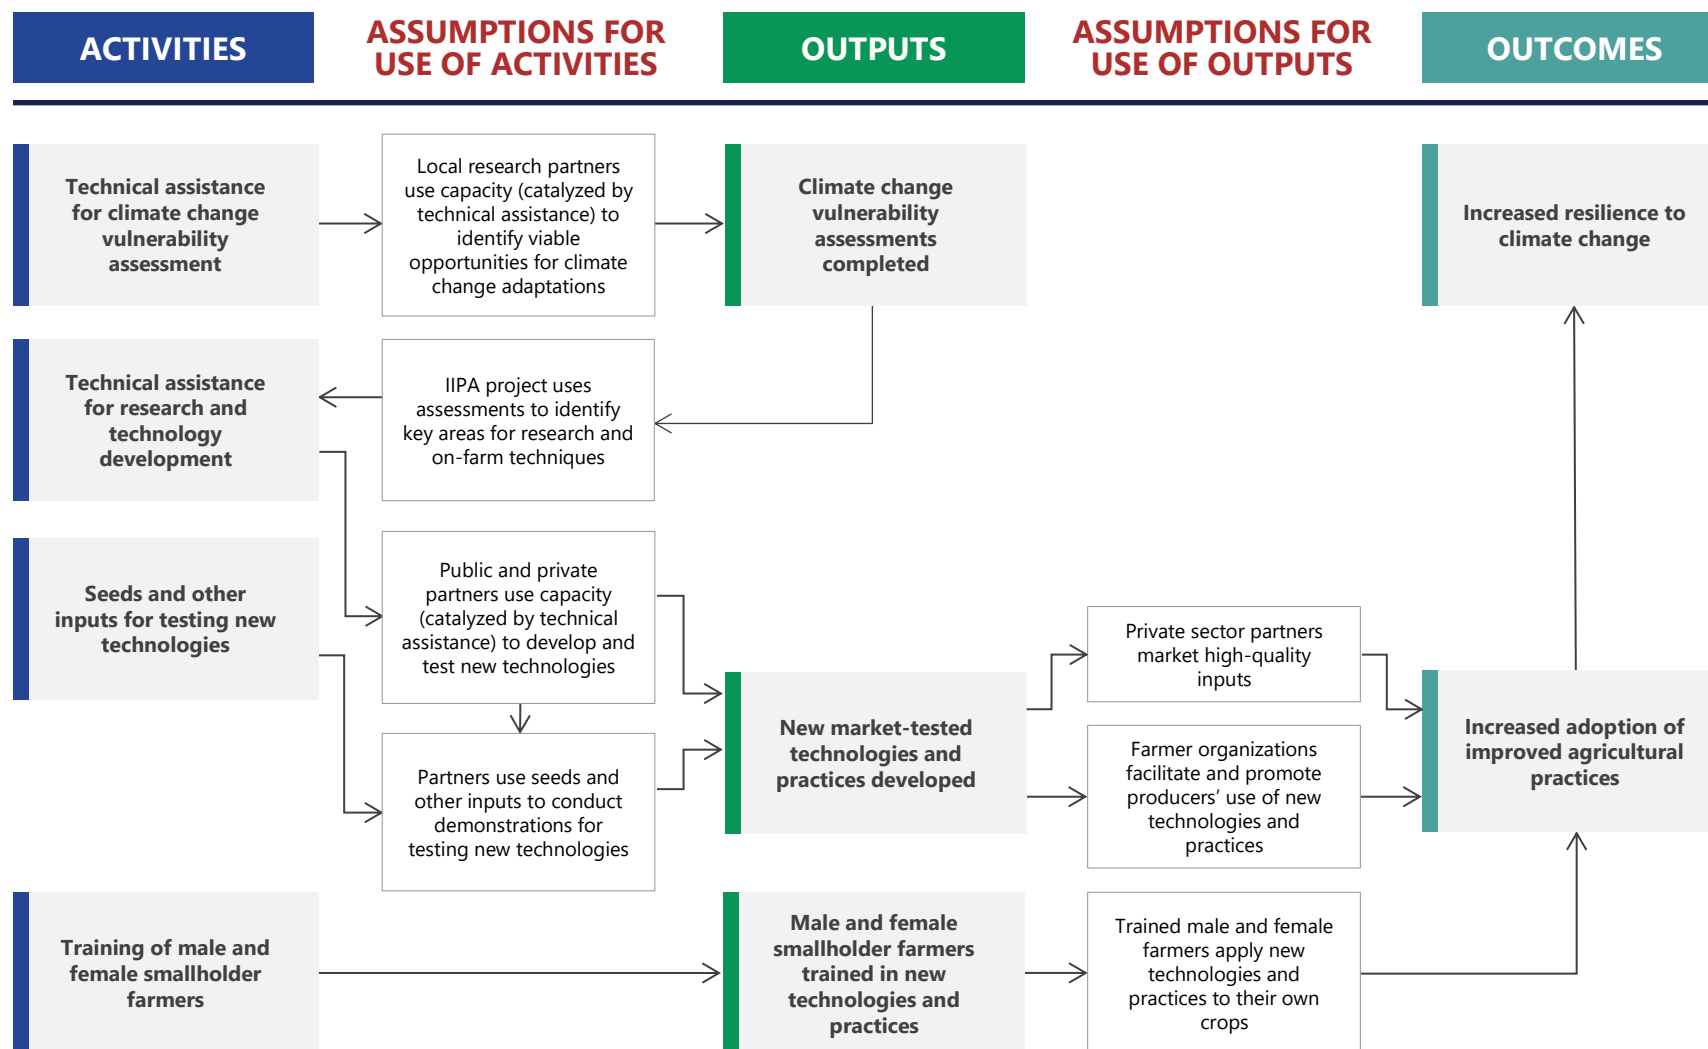 ACTIVITIES
ASSUMPTIONS FOR
USE OF ACTIVITIES
OUTPUTS
ASSUMPTIONS FOR
USE OF OUTPUTS
OUTCOMES
Technical assistance
for climate change
vulnerability
assessment
Local research partners
use capacity (catalyzed by
technical assistance) to
identify viable
opportunities for climate
change adaptations
Climate change
vulnerability
assessments
completed
Increased resilience to
climate change
Technical assistance
for research and
technology
development
IIPA project uses
assessments to identify
key areas for research and
on-farm techniques
Seeds and other
inputs for testing new
technologies
Public and private
partners use capacity
(catalyzed by technical
assistance) to develop and
test new technologies
Partners use seeds and
other inputs to conduct
demonstrations for
testing new technologies
New market-tested
technologies and
practices developed
Private sector partners
market high-quality
inputs
Farmer organizations
facilitate and promote
producers’ use of new
technologies and
practices
Increased adoption of
improved agricultural
practices
Training of male and
female smallholder
farmers
Male and female
smallholder farmers
trained in new
technologies and
practices
Trained male and female
farmers apply new
technologies and
practices to their own
crops